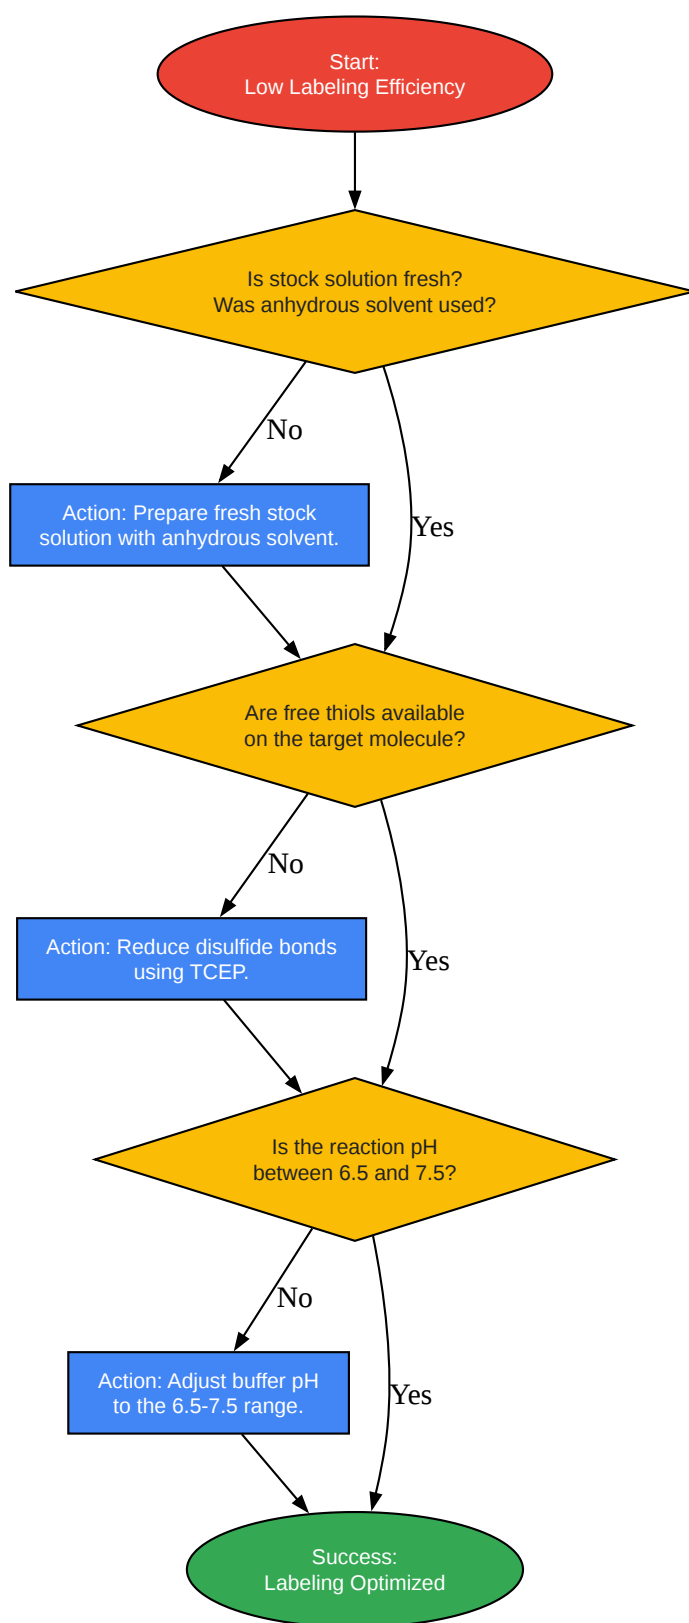 Start:
Low Labeling Efficiency
Is stock solution fresh?
Was anhydrous solvent used?
No
Action: Prepare fresh stock
solution with anhydrous solvent.
Yes
Are free thiols available
on the target molecule?
No
Action: Reduce disulfide bonds
using TCEP.
Yes
Is the reaction pH
between 6.5 and 7.5?
No
Action: Adjust buffer pH
to the 6.5-7.5 range.
Yes
Success:
Labeling Optimized